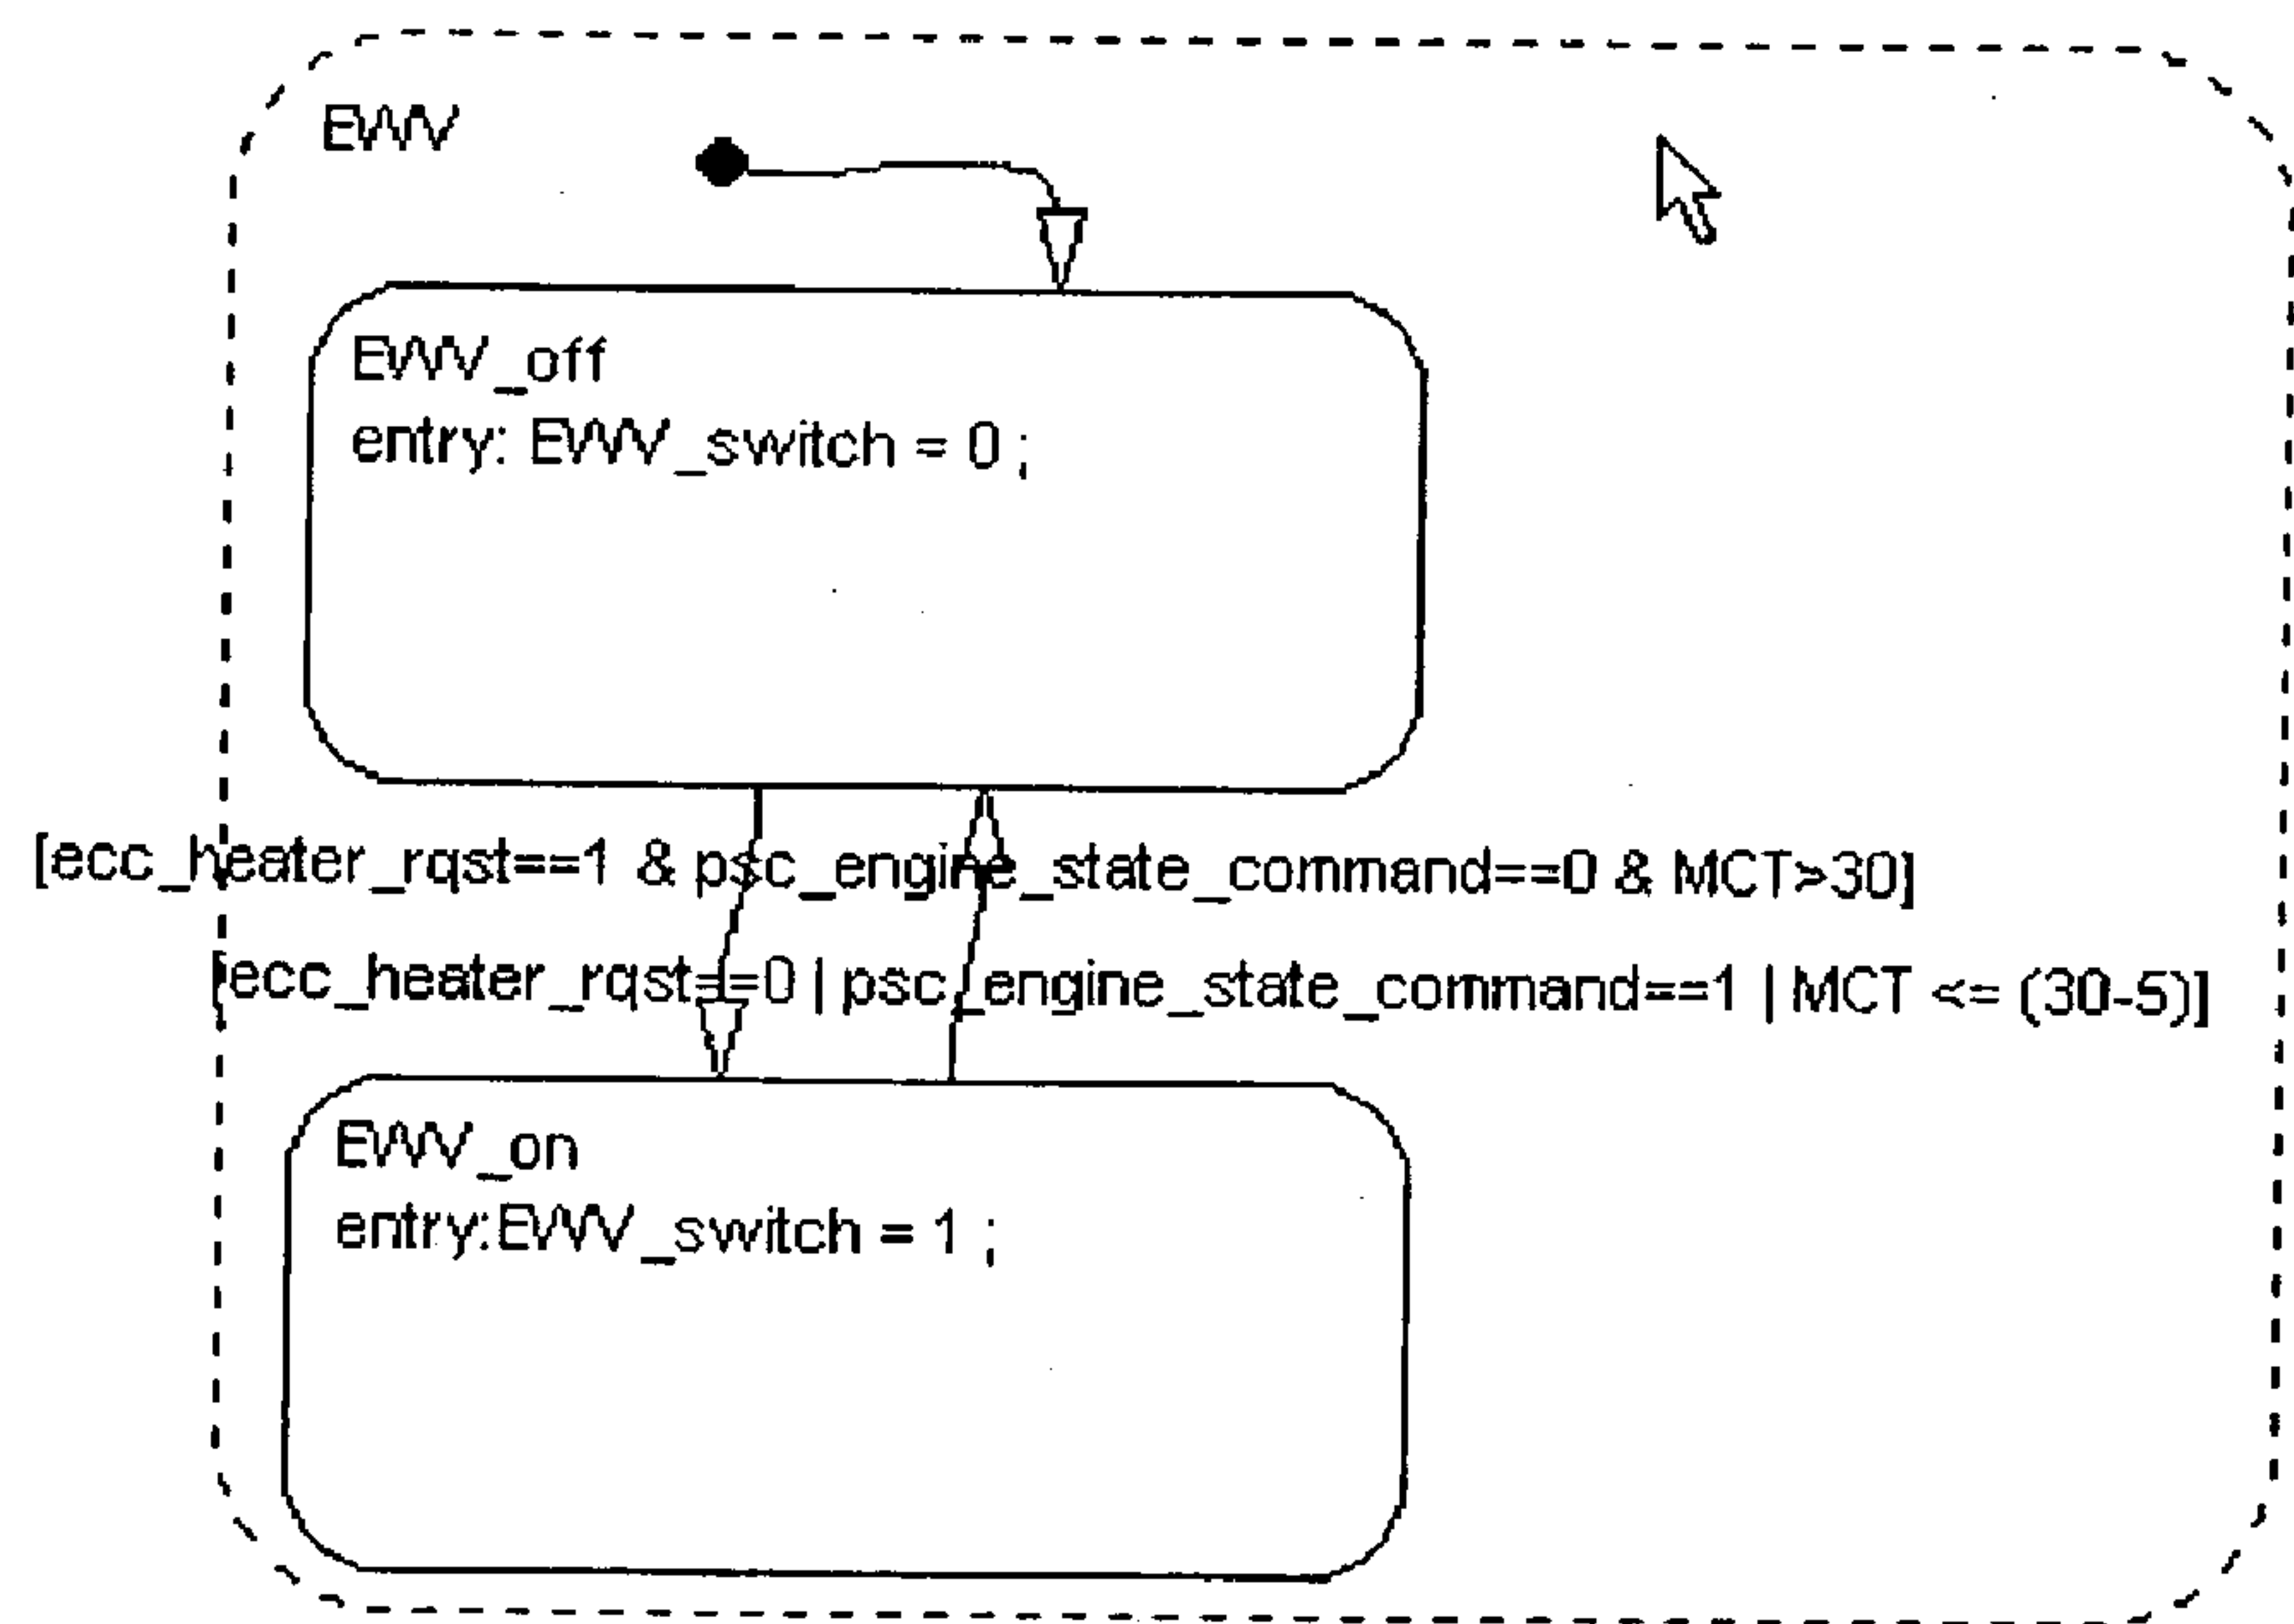 EWV
EWV_off
entry: EWV_switch = 0 ;
[ecc_heater_rqst==1 & psc_engine_state_command==0 & MCT>30]
[ecc_heater_rqst==0 | psc_engine_state_command==1 | MCT <= (30-5)]
EWV_on
entry:EWV_switch = 1 ;